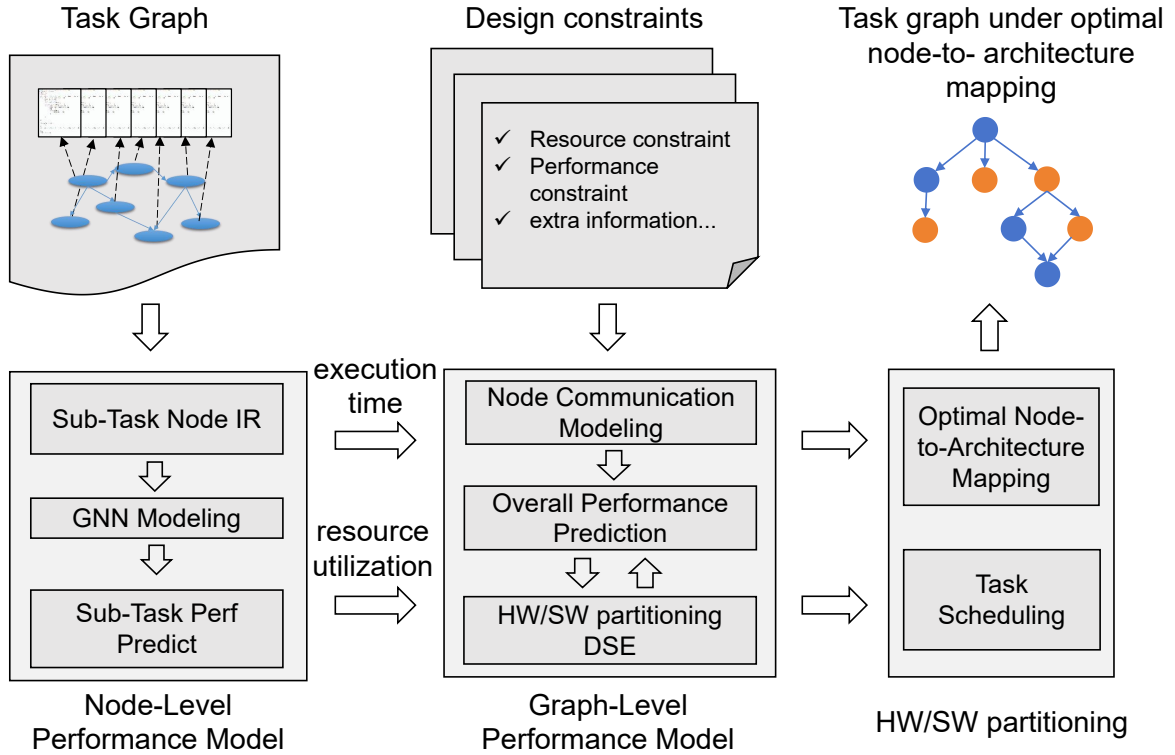 Task Graph
Design constraints
✓ Resource constraint
✓ Performance
constraint
✓ extra information...
Task graph under optimal
node-to- architecture
mapping
Sub-Task Node IR
GNN Modeling
Sub-Task Perf
Predict
Node-Level
Performance Model
execution
time
resource
utilization
Node Communication
Modeling
Overall Performance
Prediction
HW/SW partitioning
DSE
Graph-Level
Performance Model
Optimal Node-
to-Architecture
Mapping
Task
Scheduling
HW/SW partitioning